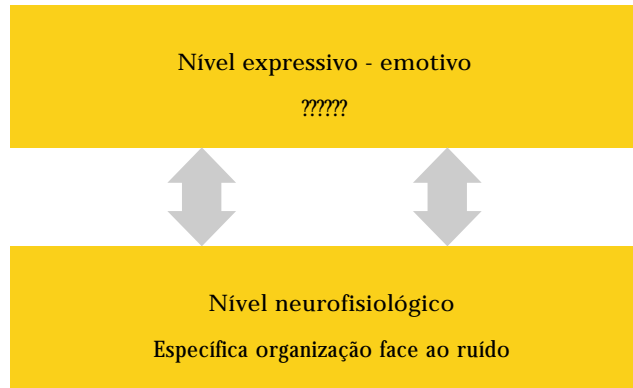 Nível expressivo - emotivo
??????
Nível neurofisiológico
Específica organização face ao ruído